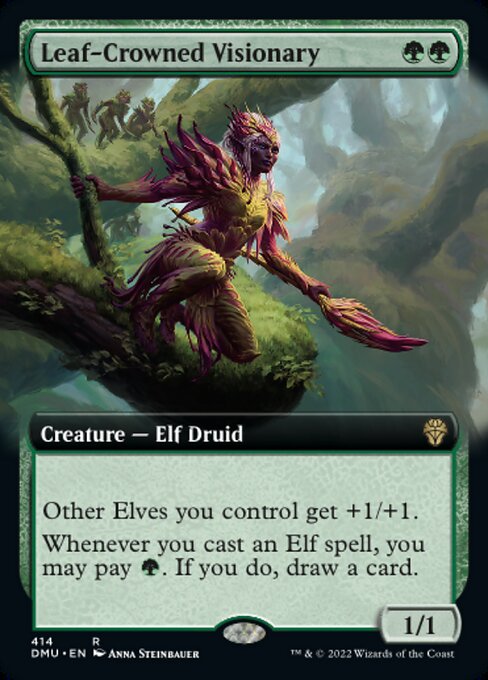 Leaf-Crowned Visionary
Creature — Elf Druid
Other Elves you control get +1/+1.
Whenever you cast an Elf spell, you
may pay. If you do, draw a card.
1/1
414 R
DMU • EN Anna Steinbauer
™ & © 2022 Wizards of the Coast